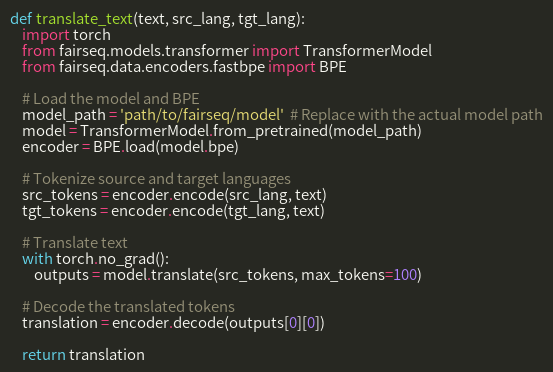 def translate_text(text, src_lang, tgt_lang):
    import torch
    from fairseq.models.transformer import TransformerModel
    from fairseq.data.encoders.fastbpe import BPE

    # Load the model and BPE
    model_path = 'path/to/fairseq/model'  # Replace with the actual model path
    model = TransformerModel.from_pretrained(model_path)
    encoder = BPE.load(model.bpe)

    # Tokenize source and target languages
    src_tokens = encoder.encode(src_lang, text)
    tgt_tokens = encoder.encode(tgt_lang, text)

    # Translate text
    with torch.no_grad():
        outputs = model.translate(src_tokens, max_tokens=100)

    # Decode the translated tokens
    translation = encoder.decode(outputs[0][0])

    return translation